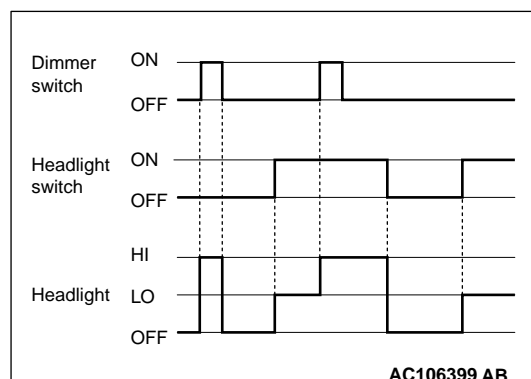 Dimmer
switch
ON
OFF
Headlight
switch
ON
OFF
Headlight
HI
LO
OFF
AC106399 AB